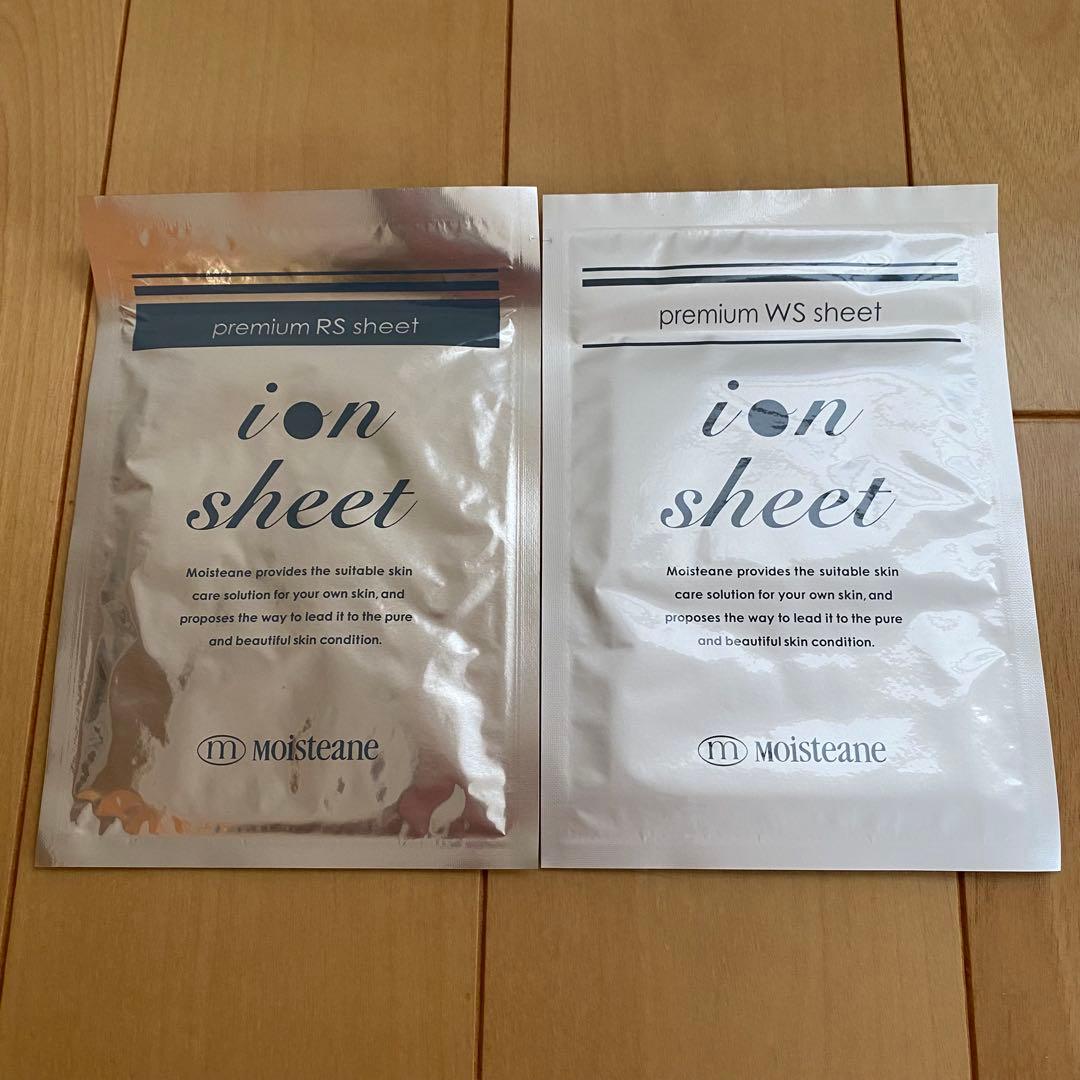 premium RS sheet
ion
sheet
Moisteane provides the suitable skin
care solution for your own skin, and
proposes the way to lead it to the pure
and beautiful skin condition.
m Moisteane
premium WS sheet
ion
sheet
Moisteane provides the suitable skin
care solution for your own skin, and
proposes the way to lead it to the pure
and beautiful skin condition.
m Moisteane